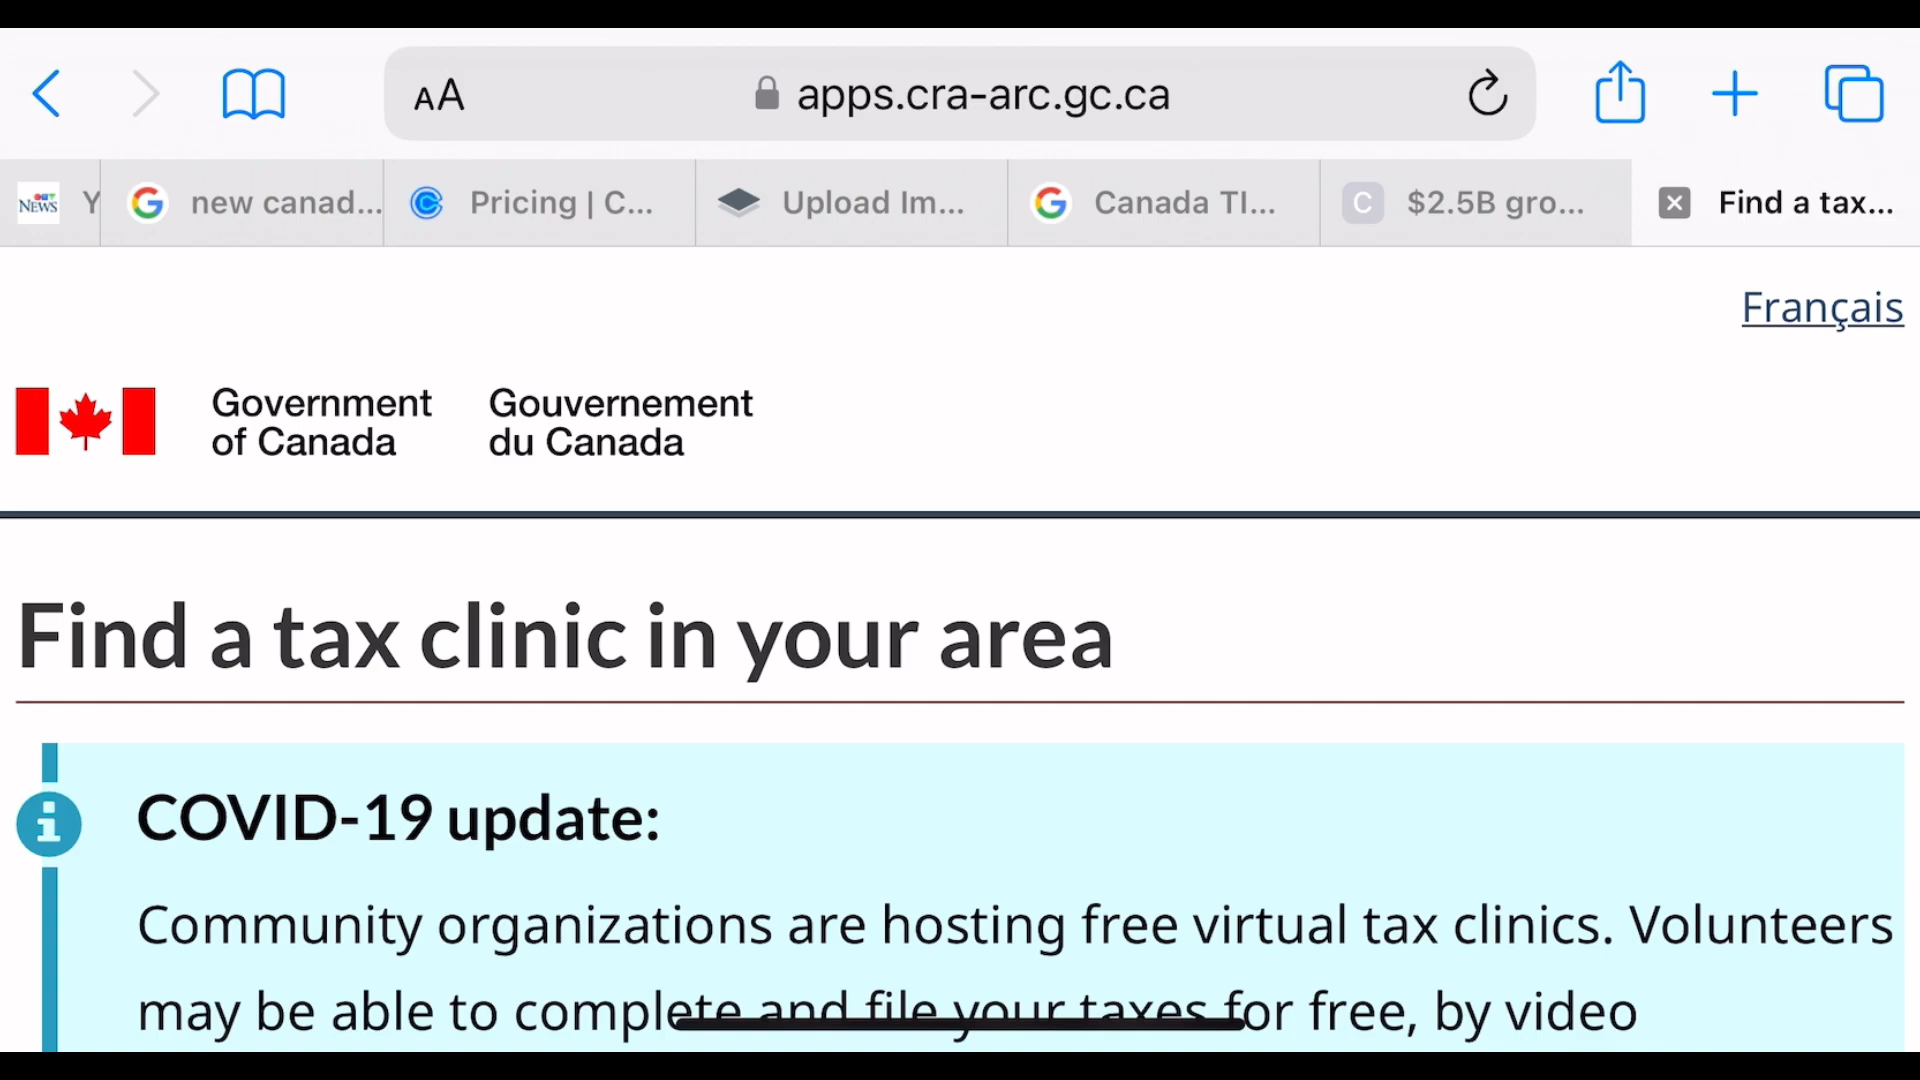 AA apps.cra-arc.gc.ca
NEWS Y new canad... Pricing | C... Upload Im... Canada TI... C $2.5B gro... Find a tax...
Français
Government Gouvernement
of Canada du Canada
Find a tax clinic in your area
COVID-19 update:
Community organizations are hosting free virtual tax clinics. Volunteers
may be able to complete and file your taxes for free, by video